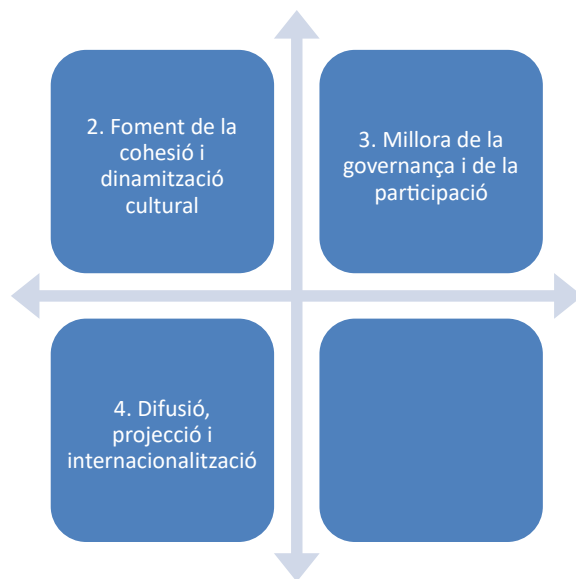 2. Foment de la
cohesió i
dinamització
cultural
3. Millora de la
governança i de la
participació
4. Difusió,
projecció i
internacionalització